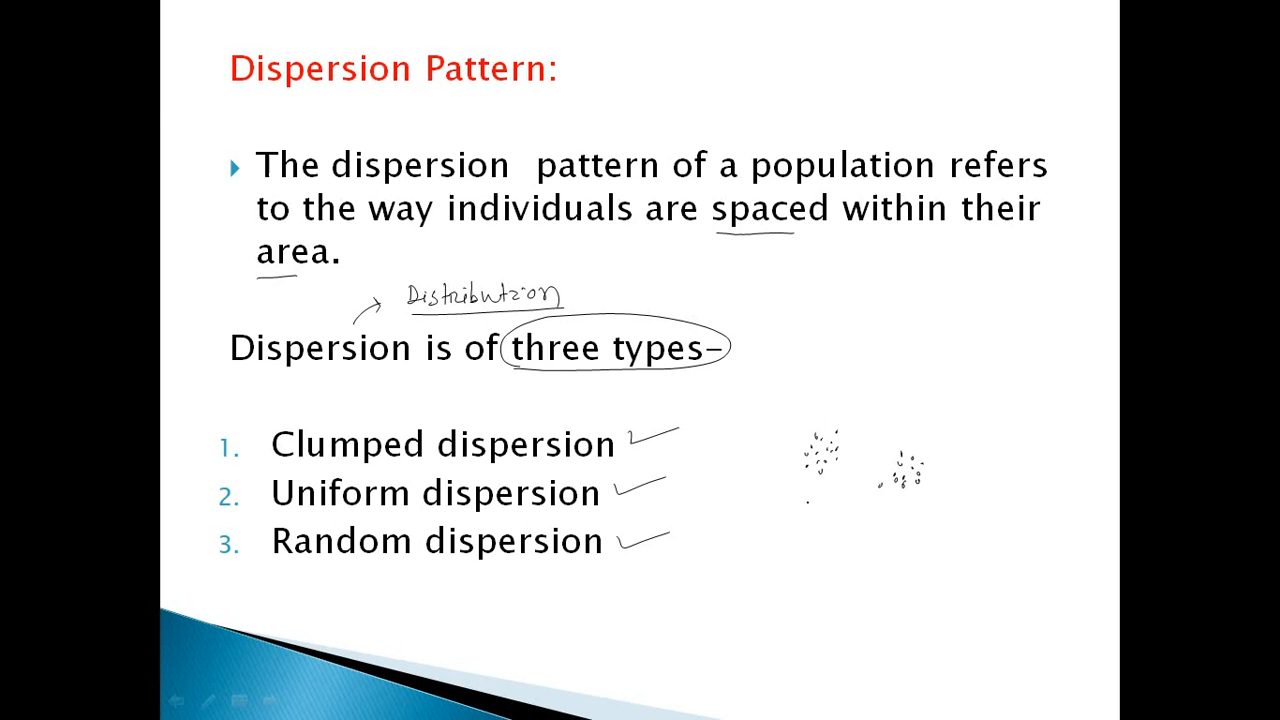 Dispersion Pattern:
The dispersion pattern of a population refers
to the way individuals are spaced within their
area.
Distribution
Dispersion is of three types-
1. Clumped dispersion
2. Uniform dispersion
3. Random dispersion